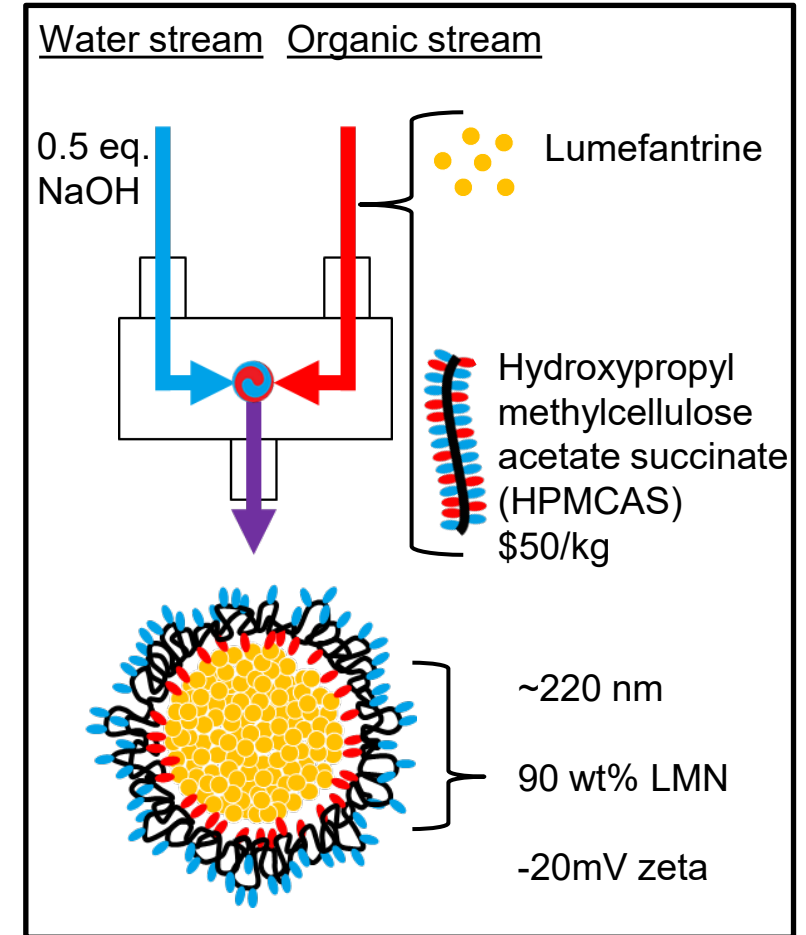 Water stream Organic stream
0.5 eq.
NaOH
Lumefantrine
Hydroxypropyl
methylcellulose
acetate succinate
(HPMCAS)
$50/kg
~220 nm
90 wt% LMN
-20mV zeta